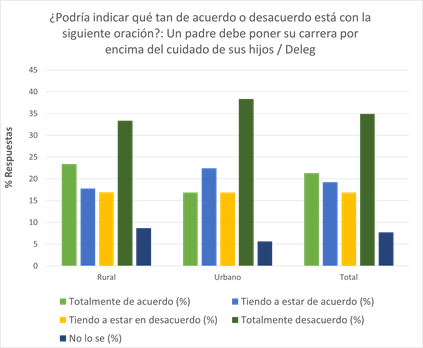 ¿Podría indicar qué tan de acuerdo o desacuerdo está con la
siguiente oración?: Un padre debe poner su carrera por
encima del cuidado de sus hijos / Deleg
45
40
35
30
25
20
15
10
5
0
% Respuestas
Rural
Urbano
Total
Totalmente de acuerdo (%)
Tiendo a estar de acuerdo (%)
Tiendo a estar en desacuerdo (%)
Totalmente desacuerdo (%)
No lo se (%)